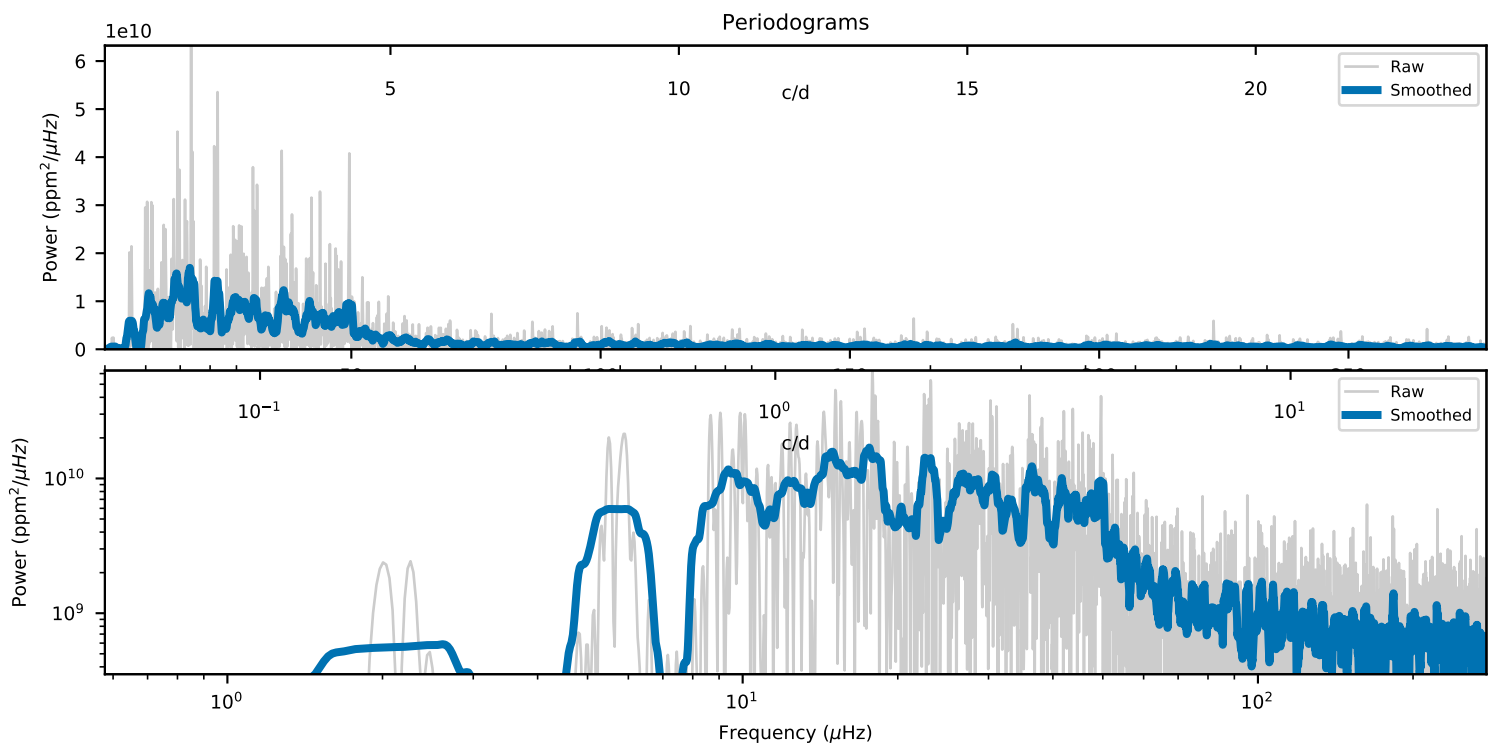 Periodograms
1e10
6
5
4
3
2
1
0
Power (ppm²/μHz)
5
10
15
20
c/d
Raw
Smoothed
10⁻¹
10⁰
10¹
c/d
Raw
Smoothed
10¹⁰
10⁹
Power (ppm²/μHz)
10⁰
10¹
10²
Frequency (μHz)